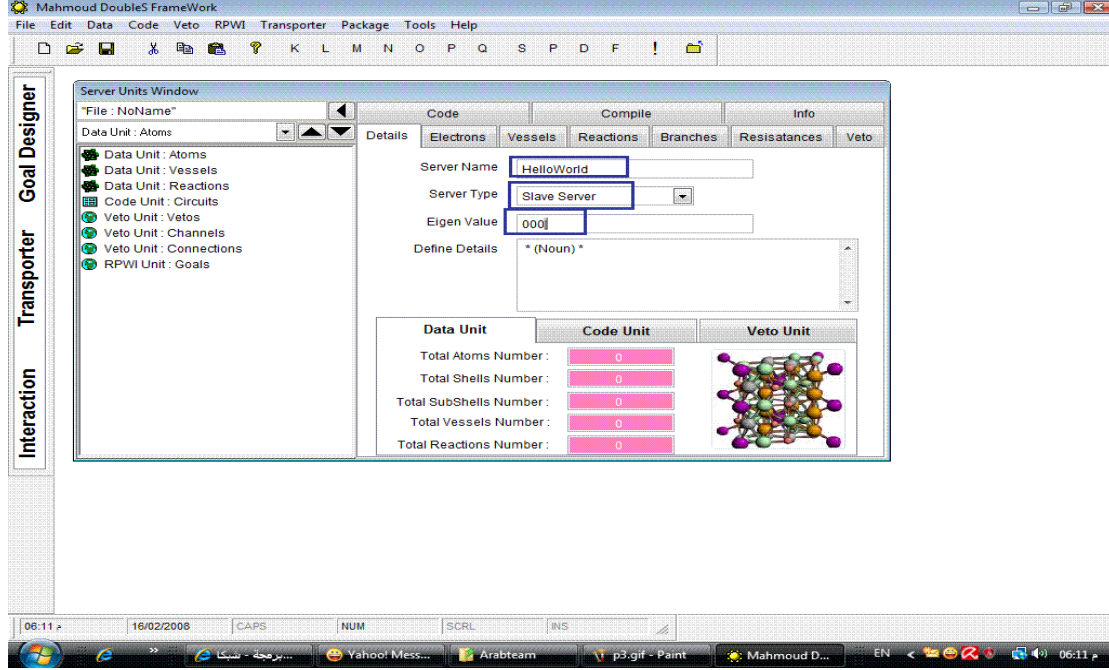 Mahmoud DoubleS FrameWork
File Edit Data Code Veto RPWI Transporter Package Tools Help
K L M N O P Q S P D F !
Goal Designer
Transporter
Interaction
Server Units Window
"File : NoName"
Data Unit : Atoms
Data Unit : Atoms
Data Unit : Vessels
Data Unit : Reactions
Code Unit : Circuits
Veto Unit : Vetos
Veto Unit : Channels
Veto Unit : Connections
RPWI Unit : Goals
Code Compile Info
Details Electrons Vessels Reactions Branches Resisatances Veto
Server Name HelloWorld
Server Type Slave Server
Eigen Value 000
Define Details * (Noun) *
Data Unit Code Unit Veto Unit
Total Atoms Number : 0
Total Shells Number : 0
Total SubShells Number : 0
Total Vessels Number : 0
Total Reactions Number : 0
06:11 م 16/02/2008 CAPS NUM SCRL INS
برمجة - شبكا... Yahoo! Mess... Arabteam p3.gif - Paint Mahmoud D... EN 06:11 م